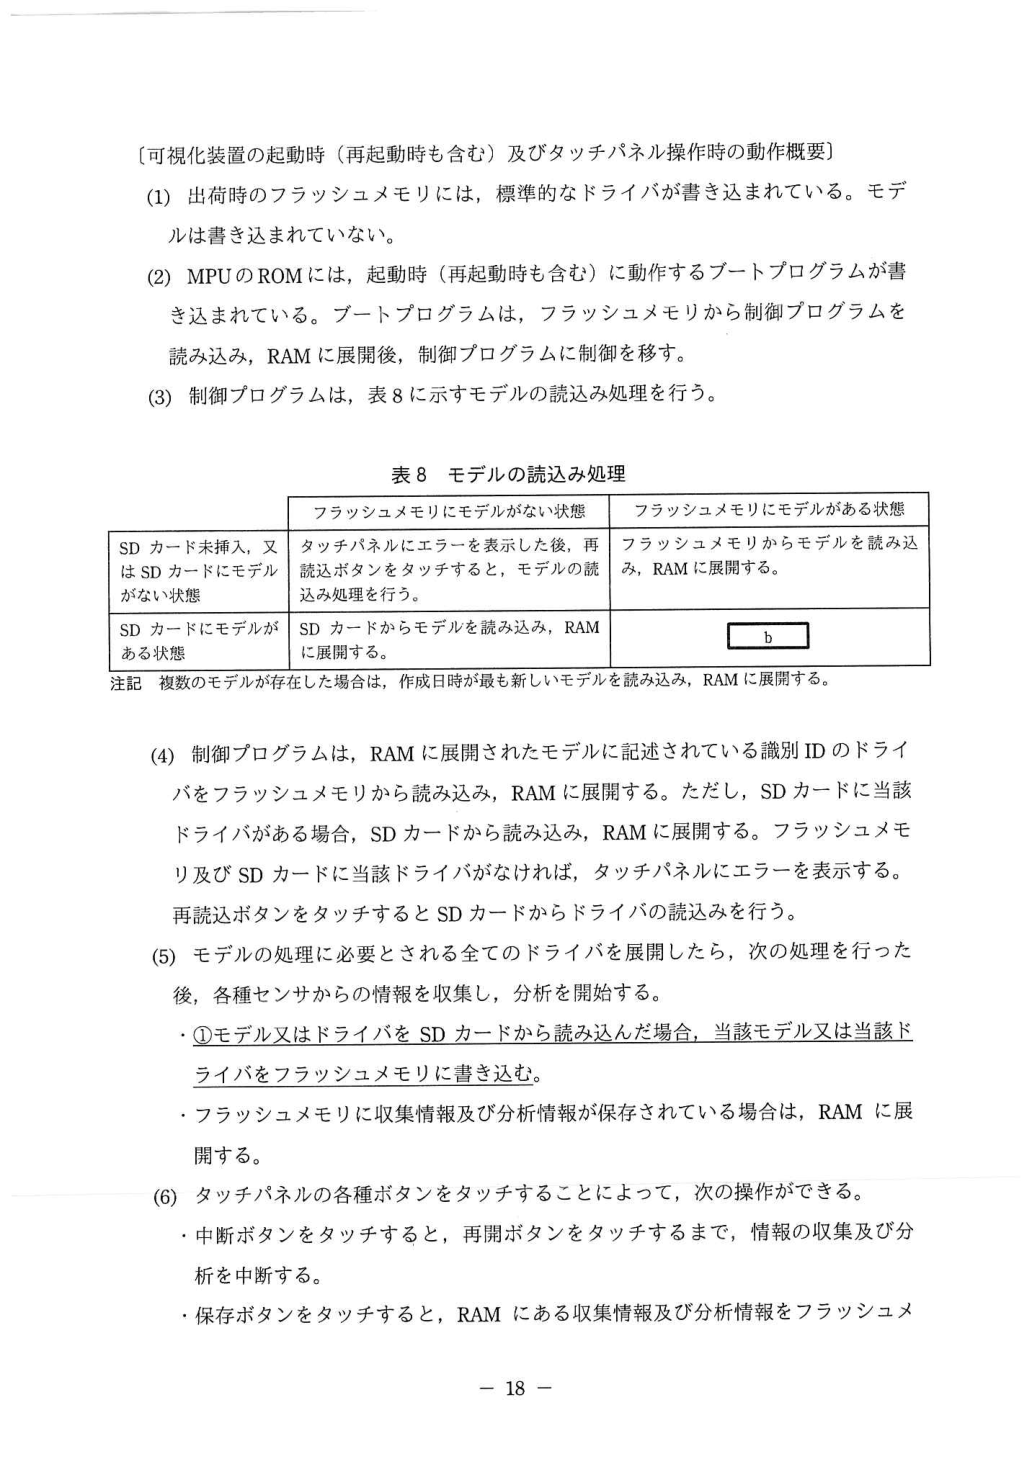 〔可視化装置の起動時（再起動時も含む）及びタッチパネル操作時の動作概要〕
(1) 出荷時のフラッシュメモリには，標準的なドライバが書き込まれている。モデ
ルは書き込まれていない。
(2) MPUのROMには，起動時（再起動時も含む）に動作するブートプログラムが書
き込まれている。ブートプログラムは，フラッシュメモリから制御プログラムを
読み込み，RAMに展開後，制御プログラムに制御を移す。
(3) 制御プログラムは，表8に示すモデルの読込み処理を行う。
表8 モデルの読込み処理
フラッシュメモリにモデルがない状態 フラッシュメモリにモデルがある状態
SD カード未挿入，又 タッチパネルにエラーを表示した後，再 フラッシュメモリからモデルを読み込
はSDカードにモデル 読込ボタンをタッチすると，モデルの読 み，RAMに展開する。
がない状態 込み処理を行う。
SD カードにモデルが SD カードからモデルを読み込み，RAM b
ある状態 に展開する。
注記 複数のモデルが存在した場合は，作成日時が最も新しいモデルを読み込み，RAMに展開する。
(4) 制御プログラムは，RAMに展開されたモデルに記述されている識別IDのドライ
バをフラッシュメモリから読み込み，RAMに展開する。ただし，SDカードに当該
ドライバがある場合，SDカードから読み込み，RAMに展開する。フラッシュメモ
リ及びSDカードに当該ドライバがなければ，タッチパネルにエラーを表示する。
再読込ボタンをタッチするとSDカードからドライバの読込みを行う。
(5) モデルの処理に必要とされる全てのドライバを展開したら，次の処理を行った
後，各種センサからの情報を収集し，分析を開始する。
・①モデル又はドライバを SD カードから読み込んだ場合，当該モデル又は当該ド
ライバをフラッシュメモリに書き込む。
・フラッシュメモリに収集情報及び分析情報が保存されている場合は，RAM に展
開する。
(6) タッチパネルの各種ボタンをタッチすることによって，次の操作ができる。
・中断ボタンをタッチすると，再開ボタンをタッチするまで，情報の収集及び分
析を中断する。
・保存ボタンをタッチすると，RAM にある収集情報及び分析情報をフラッシュメ
－ 18 －